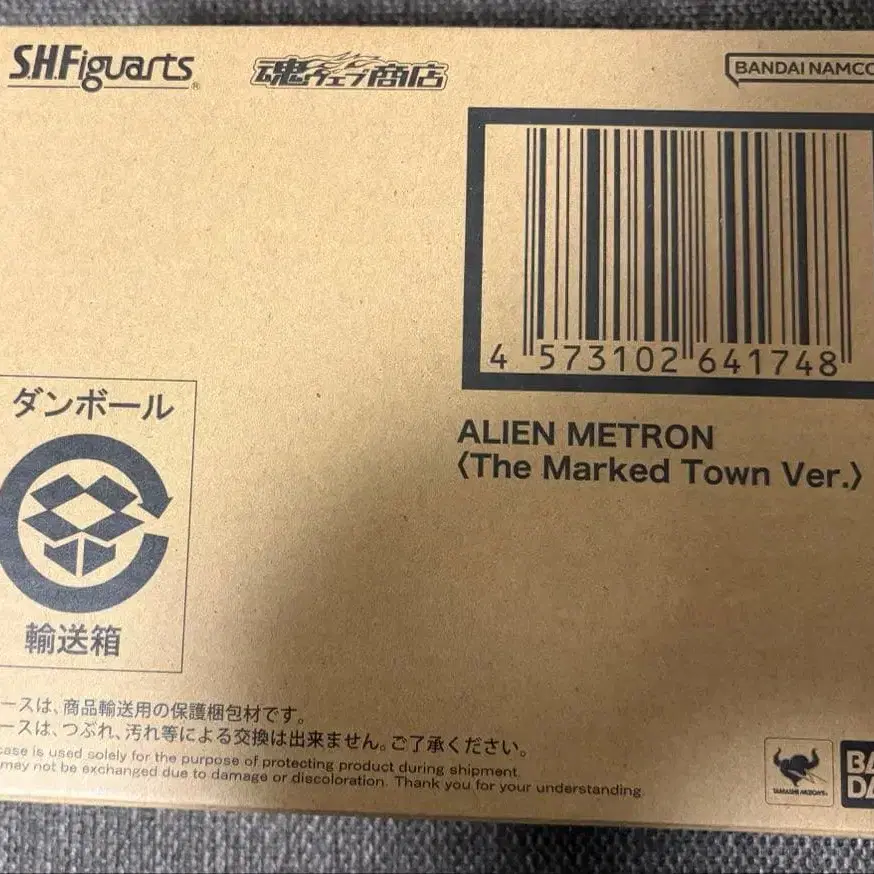 S.H.Figuarts®
魂ウェブ商店
BANDAI NAMCO
4 573102 641748
ALIEN METRON
〈The Marked Town Ver.〉
ダンボール
輸送箱
ースは、商品輸送用の保護梱包材です。
ースは、つぶれ、汚れ等による交換は出来ません。ご了承ください。
case is used solely for the purpose of protecting product during shipment.
may not be exchanged due to damage or discoloration. Thank you for your understanding.
TAMASHII NATIONS
BA
DA